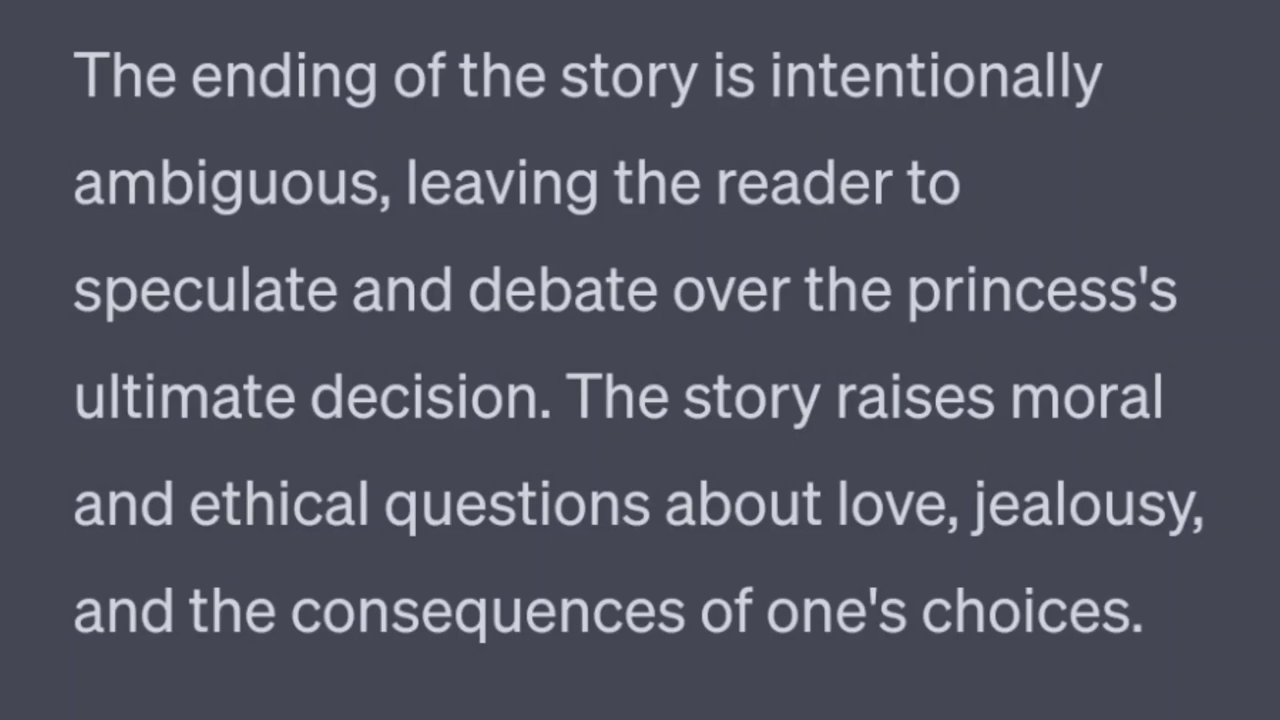 The ending of the story is intentionally
ambiguous, leaving the reader to
speculate and debate over the princess's
ultimate decision. The story raises moral
and ethical questions about love, jealousy,
and the consequences of one's choices.